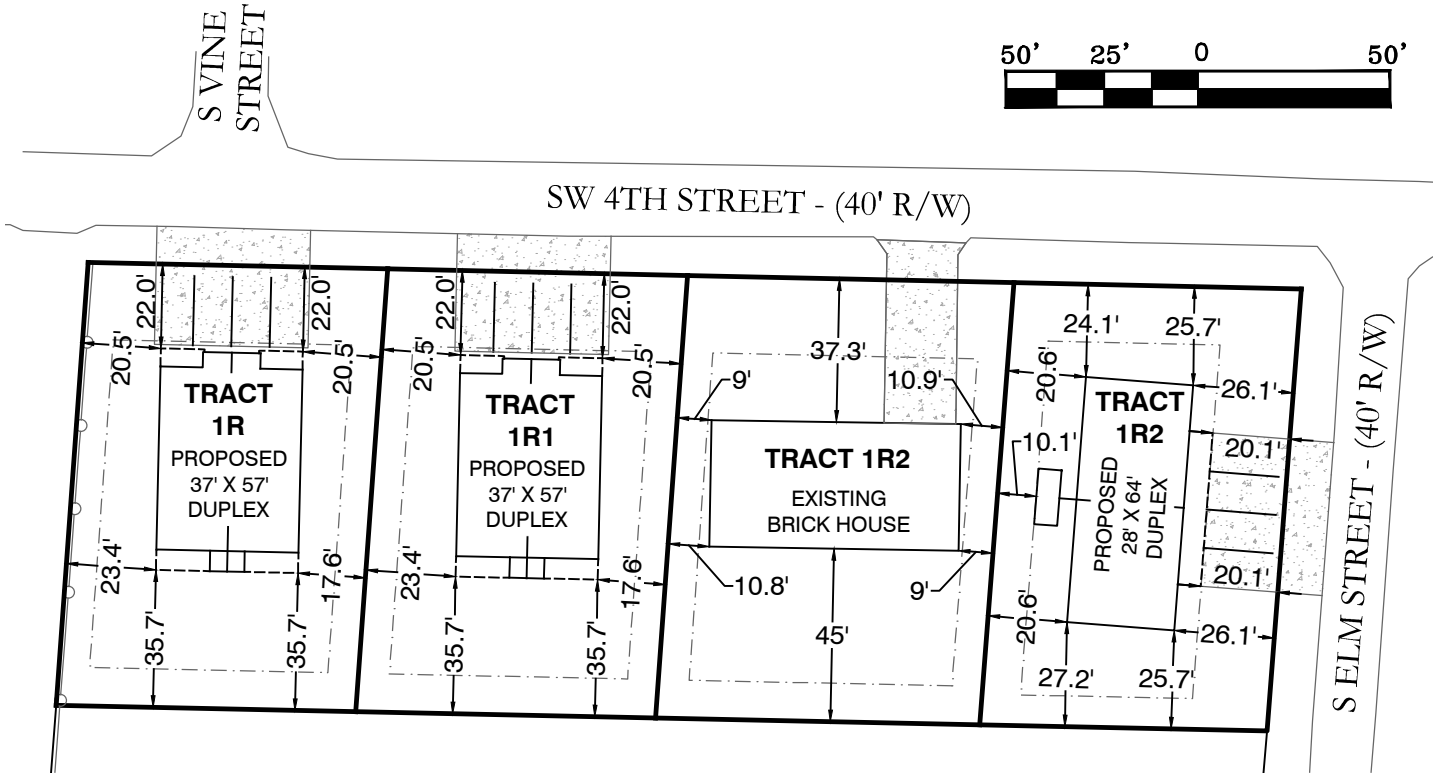 S VINE
STREET
50' 25' 0 50'
SW 4TH STREET - (40' R/W)
22.0'
22.0'
20.5'
20.5'
TRACT
1R
PROPOSED
37' X 57'
DUPLEX
23.4'
17.6'
35.7'
35.7'
22.0'
22.0'
20.5'
20.5'
TRACT
1R1
PROPOSED
37' X 57'
DUPLEX
23.4'
17.6'
35.7'
35.7'
37.3'
9'
10.9'
TRACT 1R2
EXISTING
BRICK HOUSE
10.8'
9'
45'
24.1'
25.7'
20.6'
26.1'
TRACT
1R2
10.1'
20.1'
PROPOSED
28' X 64'
DUPLEX
20.1'
20.6'
26.1'
27.2'
25.7'
S ELM STREET - (40' R/W)